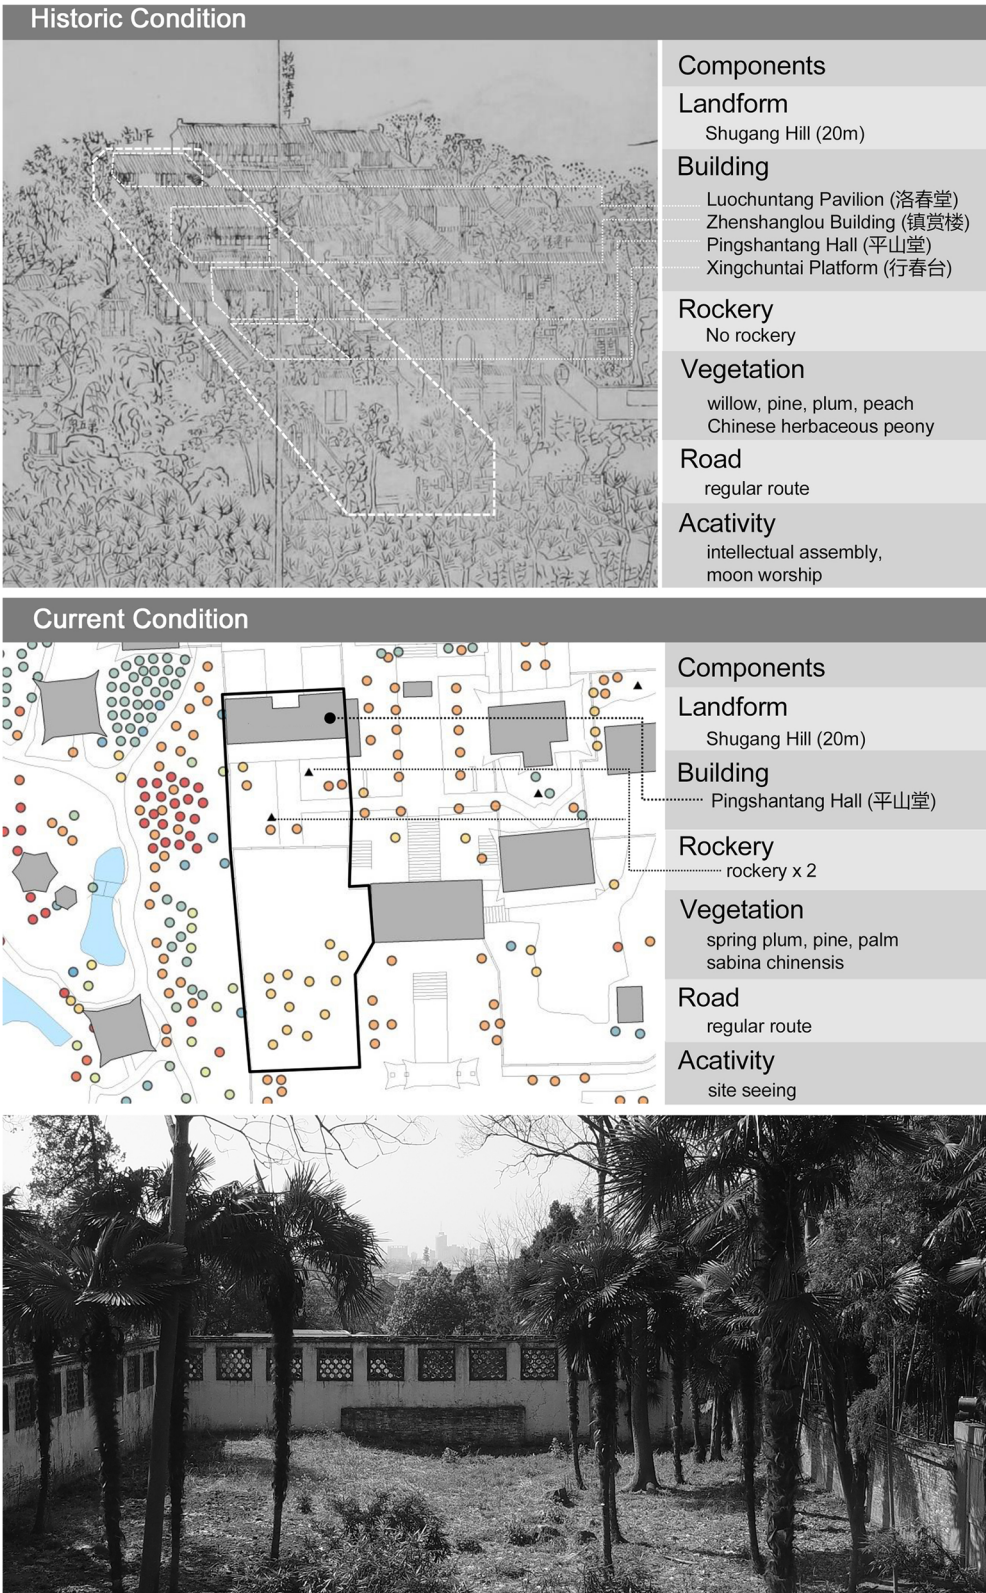 Historic Condition
Components
Landform
Shugang Hill (20m)
Building
Luochuntang Pavilion (洛春堂)
Zhenshanglou Building (镇赏楼)
Pingshantang Hall (平山堂)
Xingchuntai Platform (行春台)
Rockery
No rockery
Vegetation
willow, pine, plum, peach
Chinese herbaceous peony
Road
regular route
Acativity
intellectual assembly,
moon worship
Current Condition
Components
Landform
Shugang Hill (20m)
Building
Pingshantang Hall (平山堂)
Rockery
rockery x 2
Vegetation
spring plum, pine, palm
sabina chinensis
Road
regular route
Acativity
site seeing